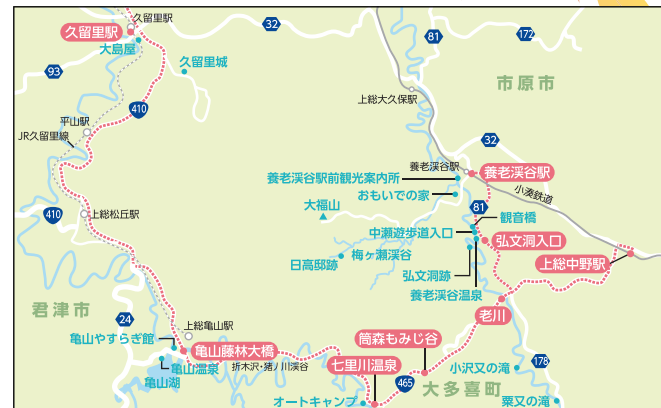 久留里駅
久留里駅
大島屋
32
93
久留里城
410
平山駅
JR久留里線
410
上総松丘駅
君津市
24
上総亀山駅
亀山やすらぎ館
亀山藤林大橋
亀山温泉
亀山湖
折木沢・猪ノ川渓谷
81
172
市原市
上総大久保駅
32
養老渓谷駅
養老渓谷駅
養老渓谷駅前観光案内所
おもいでの家
小湊鉄道
大福山
81
観音橋
中瀬遊歩道入口
弘文洞入口
梅ヶ瀬渓谷
日高邸跡
弘文洞跡
養老渓谷温泉
上総中野駅
老川
筒森もみじ谷
七里川温泉
465
大多喜町
178
小沢又の滝
粟又の滝
オートキャンプ